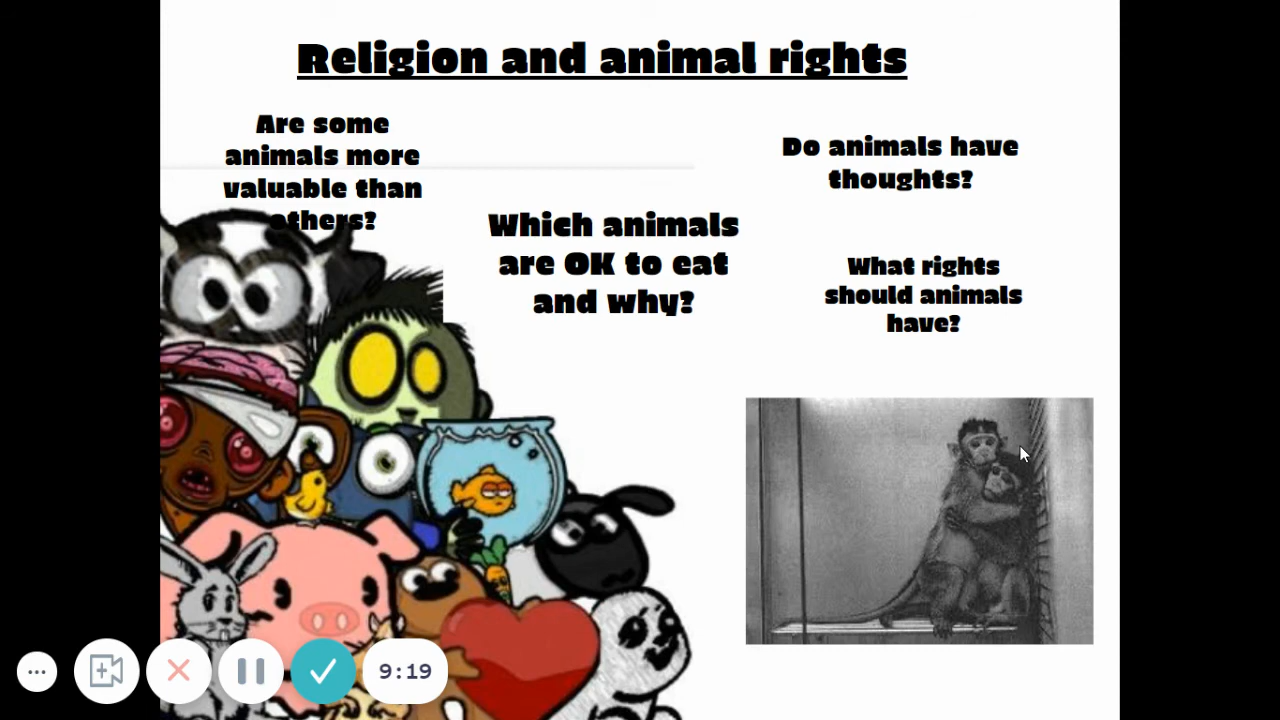 Religion and animal rights
Are some
animals more
valuable than
others?
Which animals
are OK to eat
and why?
Do animals have
thoughts?
What rights
should animals
have?
9:19